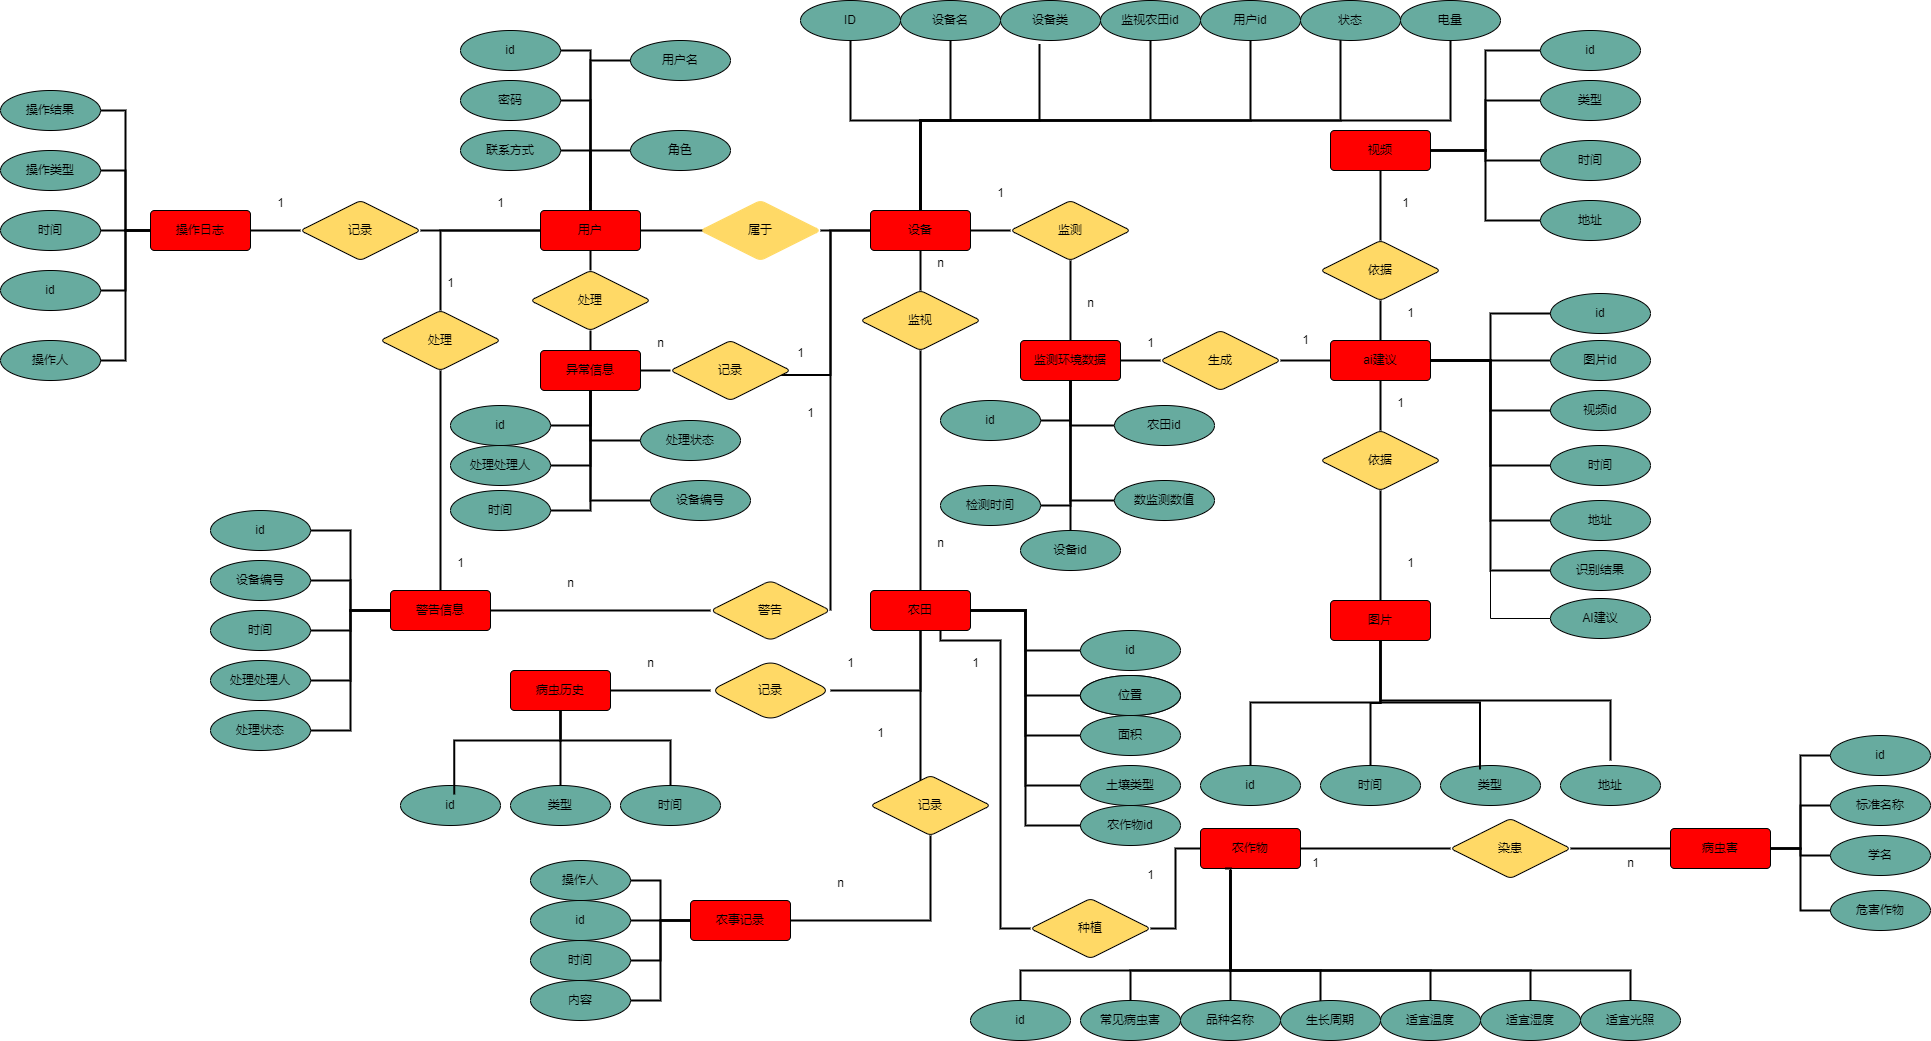 ID
设备名
设备类
监视农田id
用户id
状态
电量
id
用户名
密码
联系方式
角色
id
类型
时间
地址
视频
操作结果
操作类型
时间
id
操作人
操作日志
1
记录
1
用户
属于
设备
1
监测
1
依据
1
处理
1
处理
n
监视
n
监测环境数据
1
生成
1
ai建议
异常信息
n
记录
1
1
id
处理处理人
时间
处理状态
设备编号
id
农田id
检测时间
数监测数值
设备id
1
依据
1
id
图片id
视频id
时间
地址
识别结果
AI建议
id
设备编号
时间
处理处理人
处理状态
1
警告信息
n
警告
n
农田
图片
病虫历史
n
记录
1
1
id
类型
时间
1
记录
n
id
位置
面积
土壤类型
农作物id
id
时间
类型
地址
操作人
id
时间
内容
农事记录
种植
1
农作物
1
染患
n
病虫害
id
标准名称
学名
危害作物
id
常见病虫害
品种名称
生长周期
适宜温度
适宜湿度
适宜光照